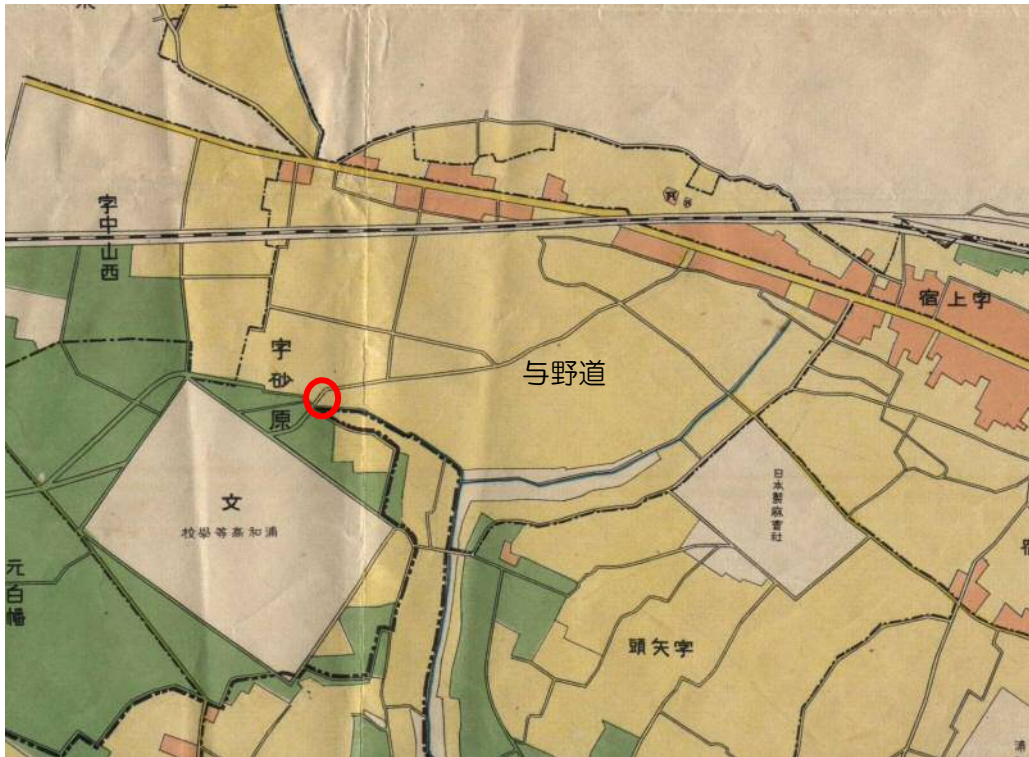 字中山西
字上宿
字砂原
与野道
文
浦和高等學校
日本製麻會社
元白幡
字矢頭
浦